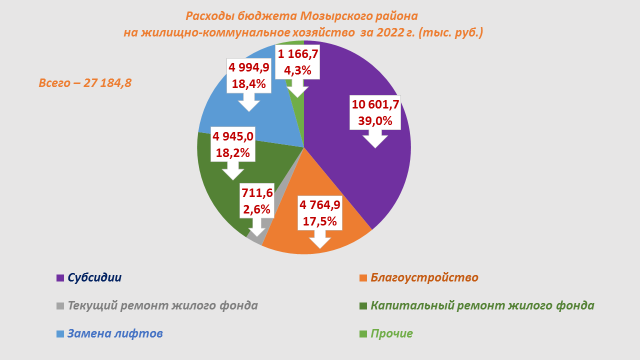 Расходы бюджета Мозырского района
на жилищно-коммунальное хозяйство за 2022 г. (тыс. руб.)
Всего – 27 184,8
1 166,7
4,3%
4 994,9
18,4%
10 601,7
39,0%
4 945,0
18,2%
711,6
2,6%
4 764,9
17,5%
Субсидии
Благоустройство
Текущий ремонт жилого фонда
Капитальный ремонт жилого фонда
Замена лифтов
Прочие